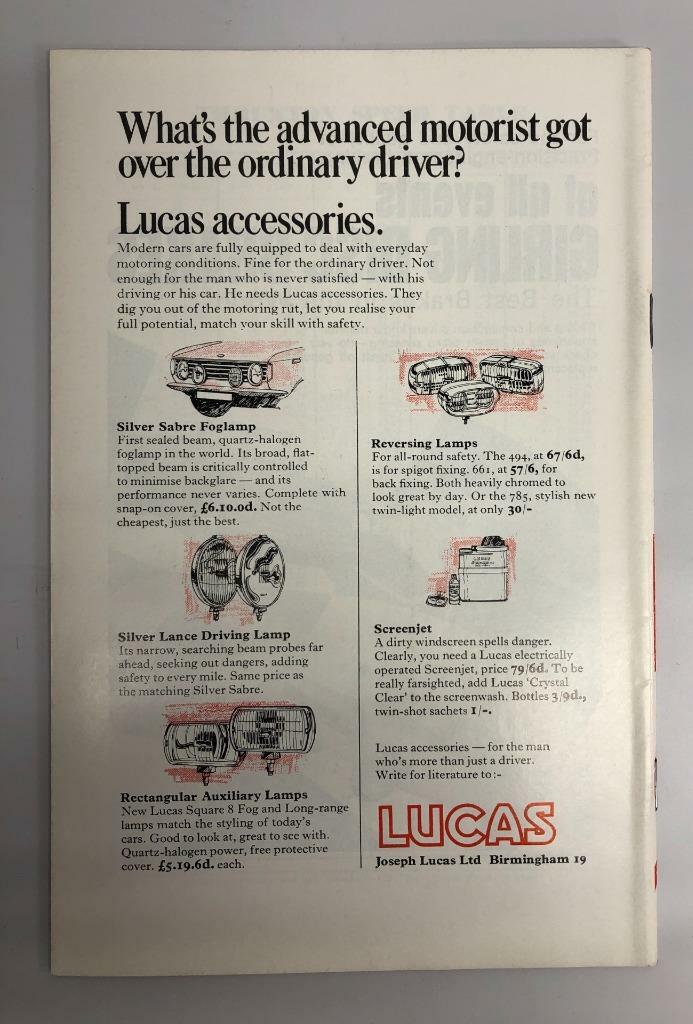 What's the advanced motorist got
over the ordinary driver?
Lucas accessories.
Modern cars are fully equipped to deal with everyday
motoring conditions. Fine for the ordinary driver. Not
enough for the man who is never satisfied — with his
driving or his car. He needs Lucas accessories. They
dig you out of the motoring rut, let you realise your
full potential, match your skill with safety.
Silver Sabre Foglamp
First sealed beam, quartz-halogen
foglamp in the world. Its broad, flat-
topped beam is critically controlled
to minimise backglare — and its
performance never varies. Complete with
snap-on cover, £6.10.0d. Not the
cheapest, just the best.
Silver Lance Driving Lamp
Its narrow, searching beam probes far
ahead, seeking out dangers, adding
safety to every mile. Same price as
the matching Silver Sabre.
Rectangular Auxiliary Lamps
New Lucas Square 8 Fog and Long-range
lamps match the styling of today's
cars. Good to look at, great to see with.
Quartz-halogen power, free protective
cover. £5.19.6d. each.
Reversing Lamps
For all-round safety. The 494, at 67/6d,
is for spigot fixing. 661, at 57/6, for
back fixing. Both heavily chromed to
look great by day. Or the 785, stylish new
twin-light model, at only 30/-
Screenjet
A dirty windscreen spells danger.
Clearly, you need a Lucas electrically
operated Screenjet, price 79/6d. To be
really farsighted, add Lucas 'Crystal
Clear' to the screenwash. Bottles 3/9d.,
twin-shot sachets 1/-.
Lucas accessories — for the man
who's more than just a driver.
Write for literature to:-
LUCAS
Joseph Lucas Ltd Birmingham 19